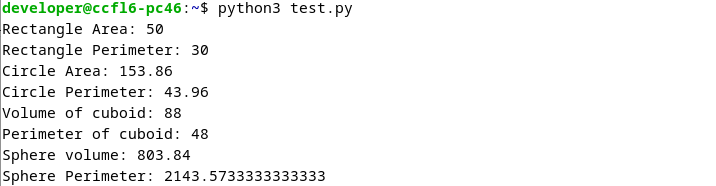 developer@ccfl6-pc46:~$ python3 test.py
Rectangle Area: 50
Rectangle Perimeter: 30
Circle Area: 153.86
Circle Perimeter: 43.96
Volume of cuboid: 88
Perimeter of cuboid: 48
Sphere volume: 803.84
Sphere Perimeter: 2143.5733333333333